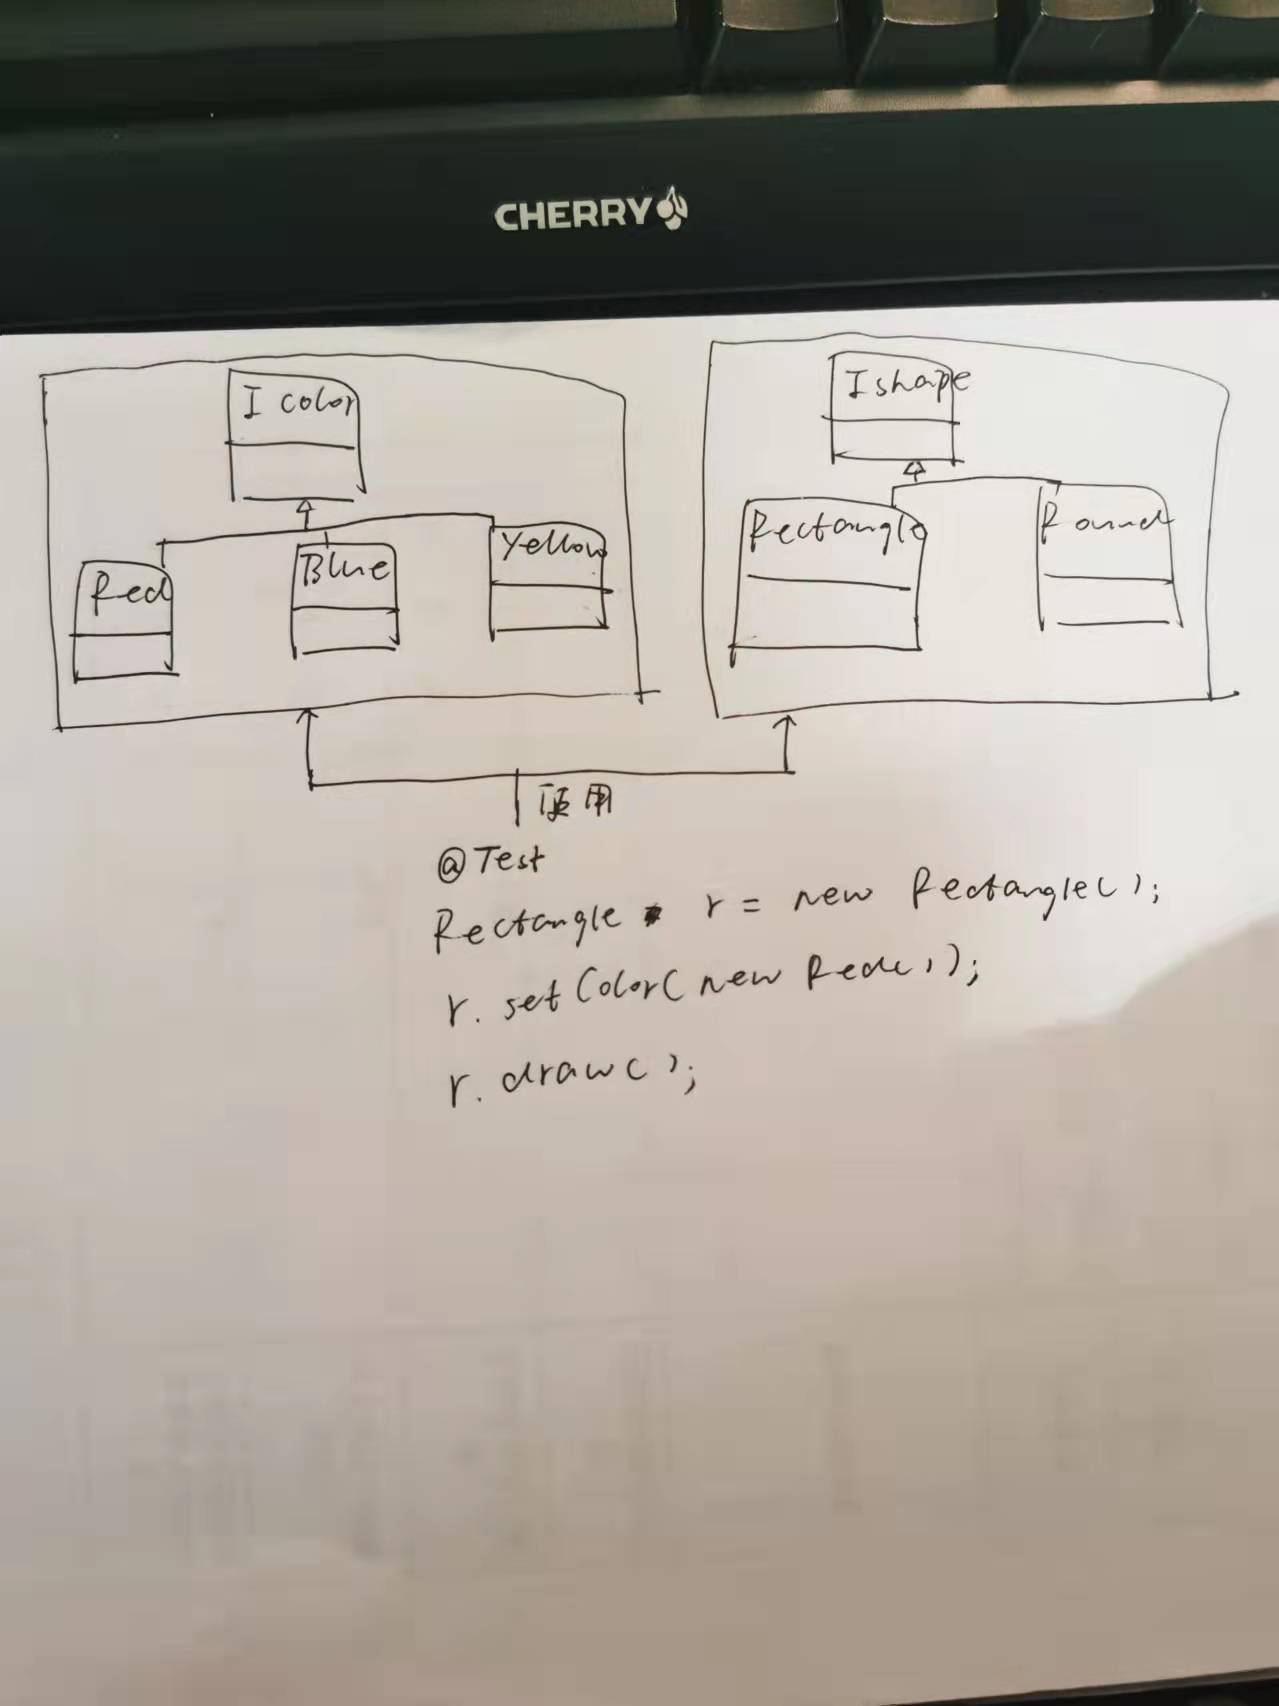 CHERRY
I color
Ishape
Red
Blue
Yellow
Rectangle
Round
使用
@Test
Rectangle r = new Rectangle();
r. setColor(new Red());
r. draw();